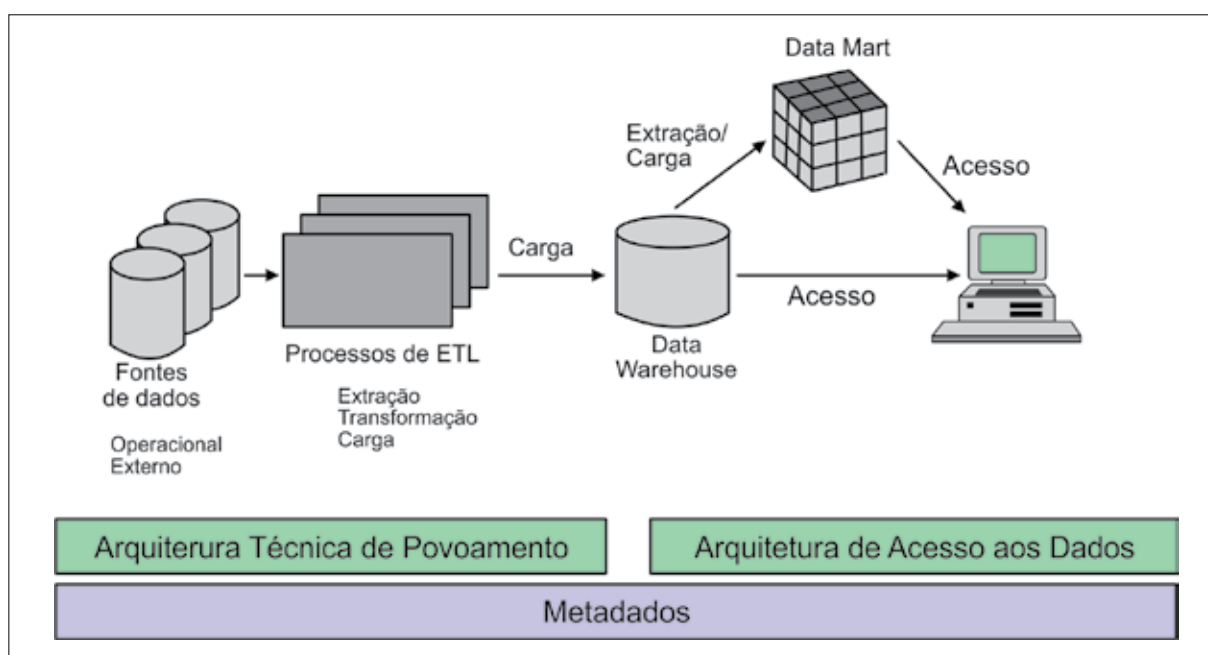 Data Mart
Extração/
Carga
Acesso
Carga
Acesso
Fontes
de dados
Operacional
Externo
Processos de ETL
Extração
Transformação
Carga
Data
Warehouse
Arquiterura Técnica de Povoamento
Arquitetura de Acesso aos Dados
Metadados